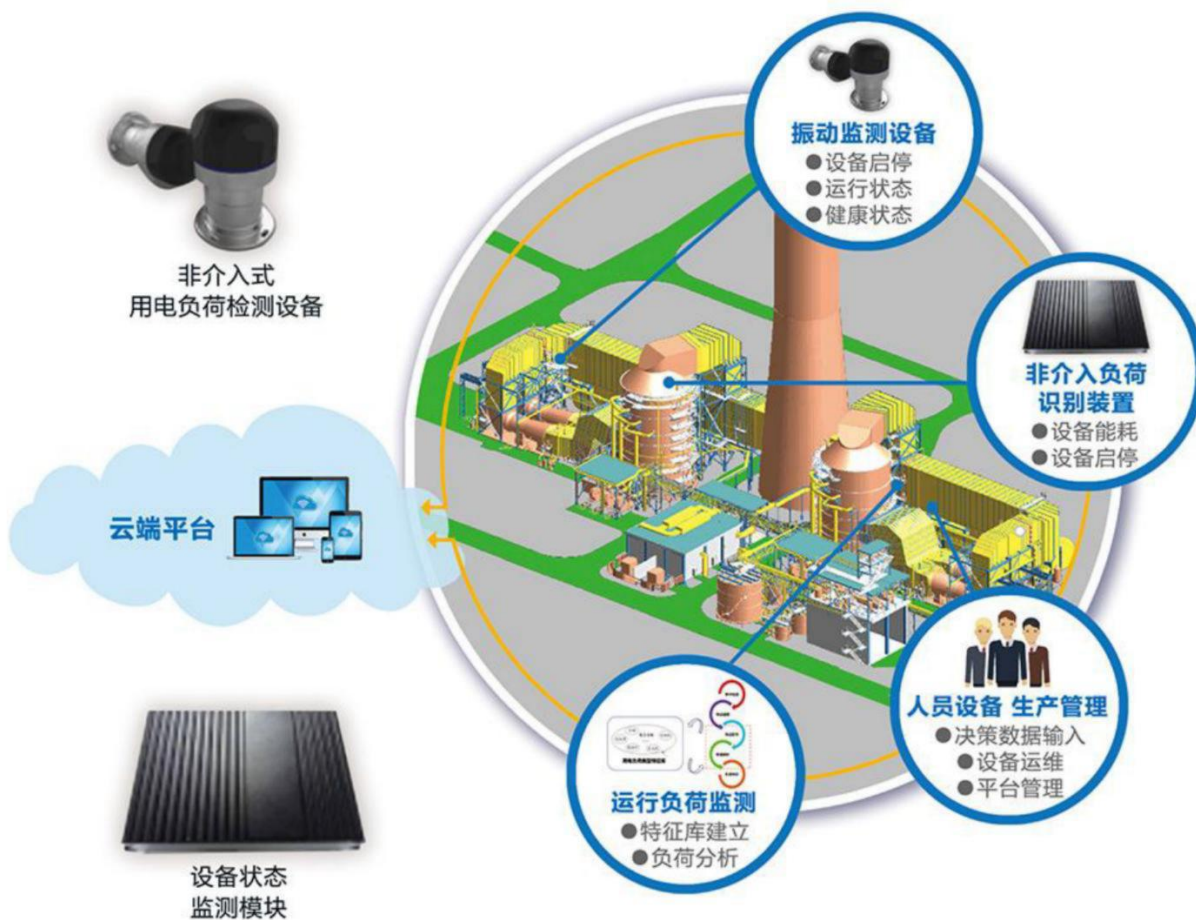 非介入式
用电负荷检测设备
振动监测设备
●设备启停
●运行状态
●健康状态
非介入负荷
识别装置
●设备能耗
●设备启停
云端平台
人员设备 生产管理
●决策数据输入
●设备运维
●平台管理
运行负荷监测
●特征库建立
●负荷分析
设备状态
监测模块